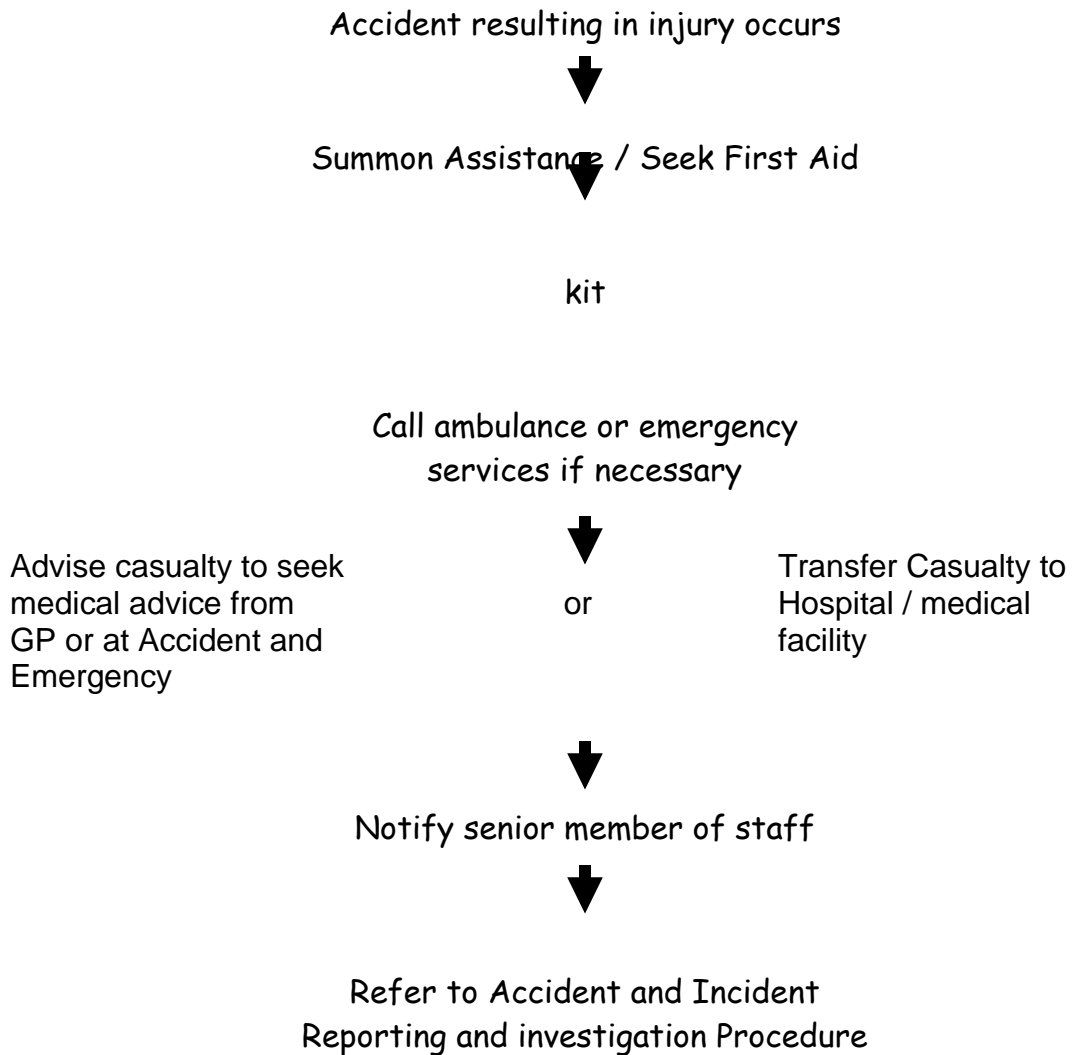 Accident resulting in injury occurs
Summon Assistance / Seek First Aid
kit
Call ambulance or emergency
services if necessary
Advise casualty to seek
medical advice from
GP or at Accident and
Emergency
or
Transfer Casualty to
Hospital / medical
facility
Notify senior member of staff
Refer to Accident and Incident
Reporting and investigation Procedure